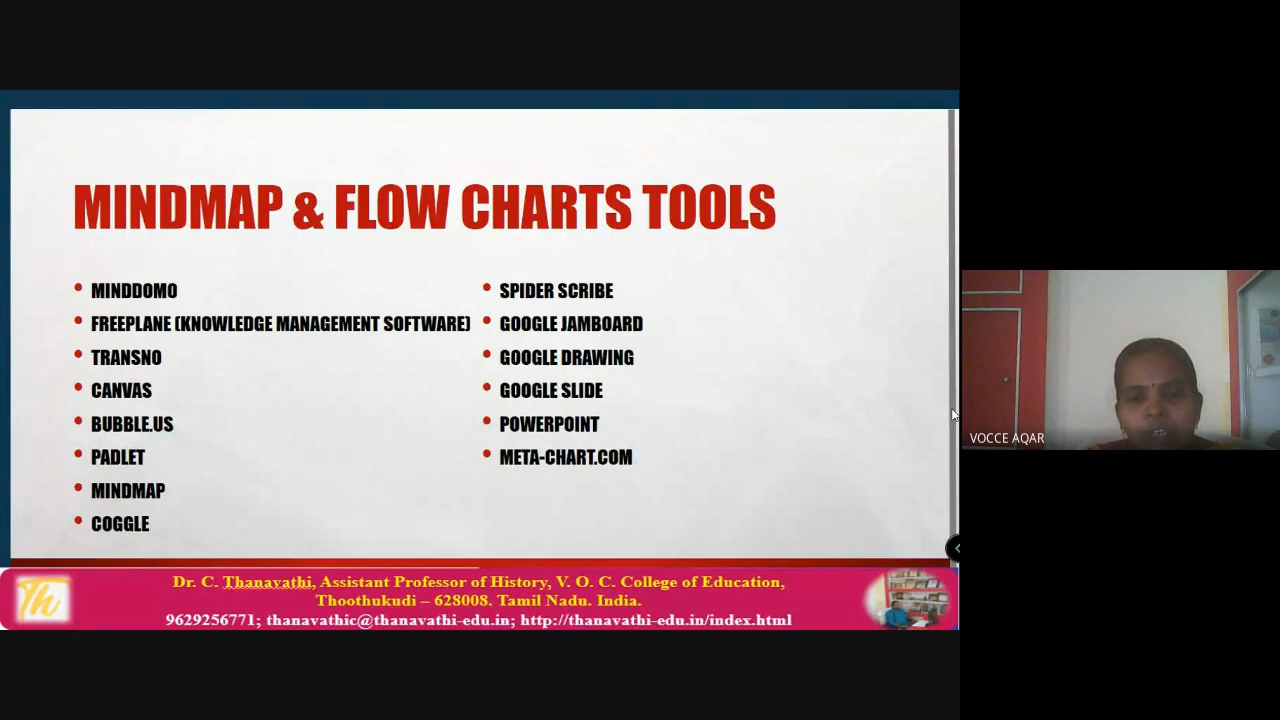 MINDMAP & FLOW CHARTS TOOLS
• MINDDOMO
• FREEPLANE (KNOWLEDGE MANAGEMENT SOFTWARE)
• TRANSNO
• CANVAS
• BUBBLE.US
• PADLET
• MINDMAP
• COGGLE
• SPIDER SCRIBE
• GOOGLE JAMBOARD
• GOOGLE DRAWING
• GOOGLE SLIDE
• POWERPOINT
• META-CHART.COM
VOCCE AQAR
Th
Dr. C. Thanavathi, Assistant Professor of History, V. O. C. College of Education,
Thoothukudi – 628008. Tamil Nadu. India.
9629256771; thanavathic@thanavathi-edu.in; http://thanavathi-edu.in/index.html